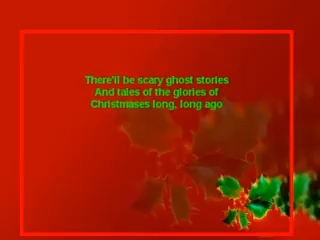 There'll be scary ghost stories
And tales of the glories of
Christmases long, long ago